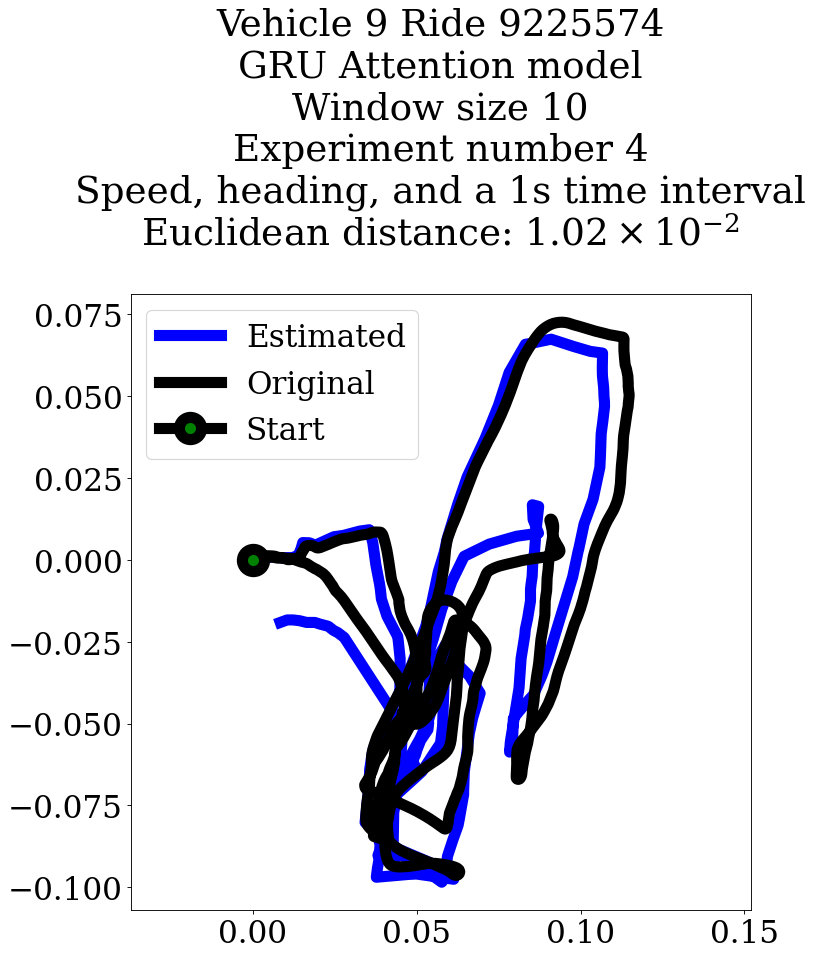 Vehicle 9 Ride 9225574
GRU Attention model
Window size 10
Experiment number 4
Speed, heading, and a 1s time interval
Euclidean distance: 1.02 × 10⁻²
Estimated
Original
Start
0.075
0.050
0.025
0.000
−0.025
−0.050
−0.075
−0.100
0.00 0.05 0.10 0.15